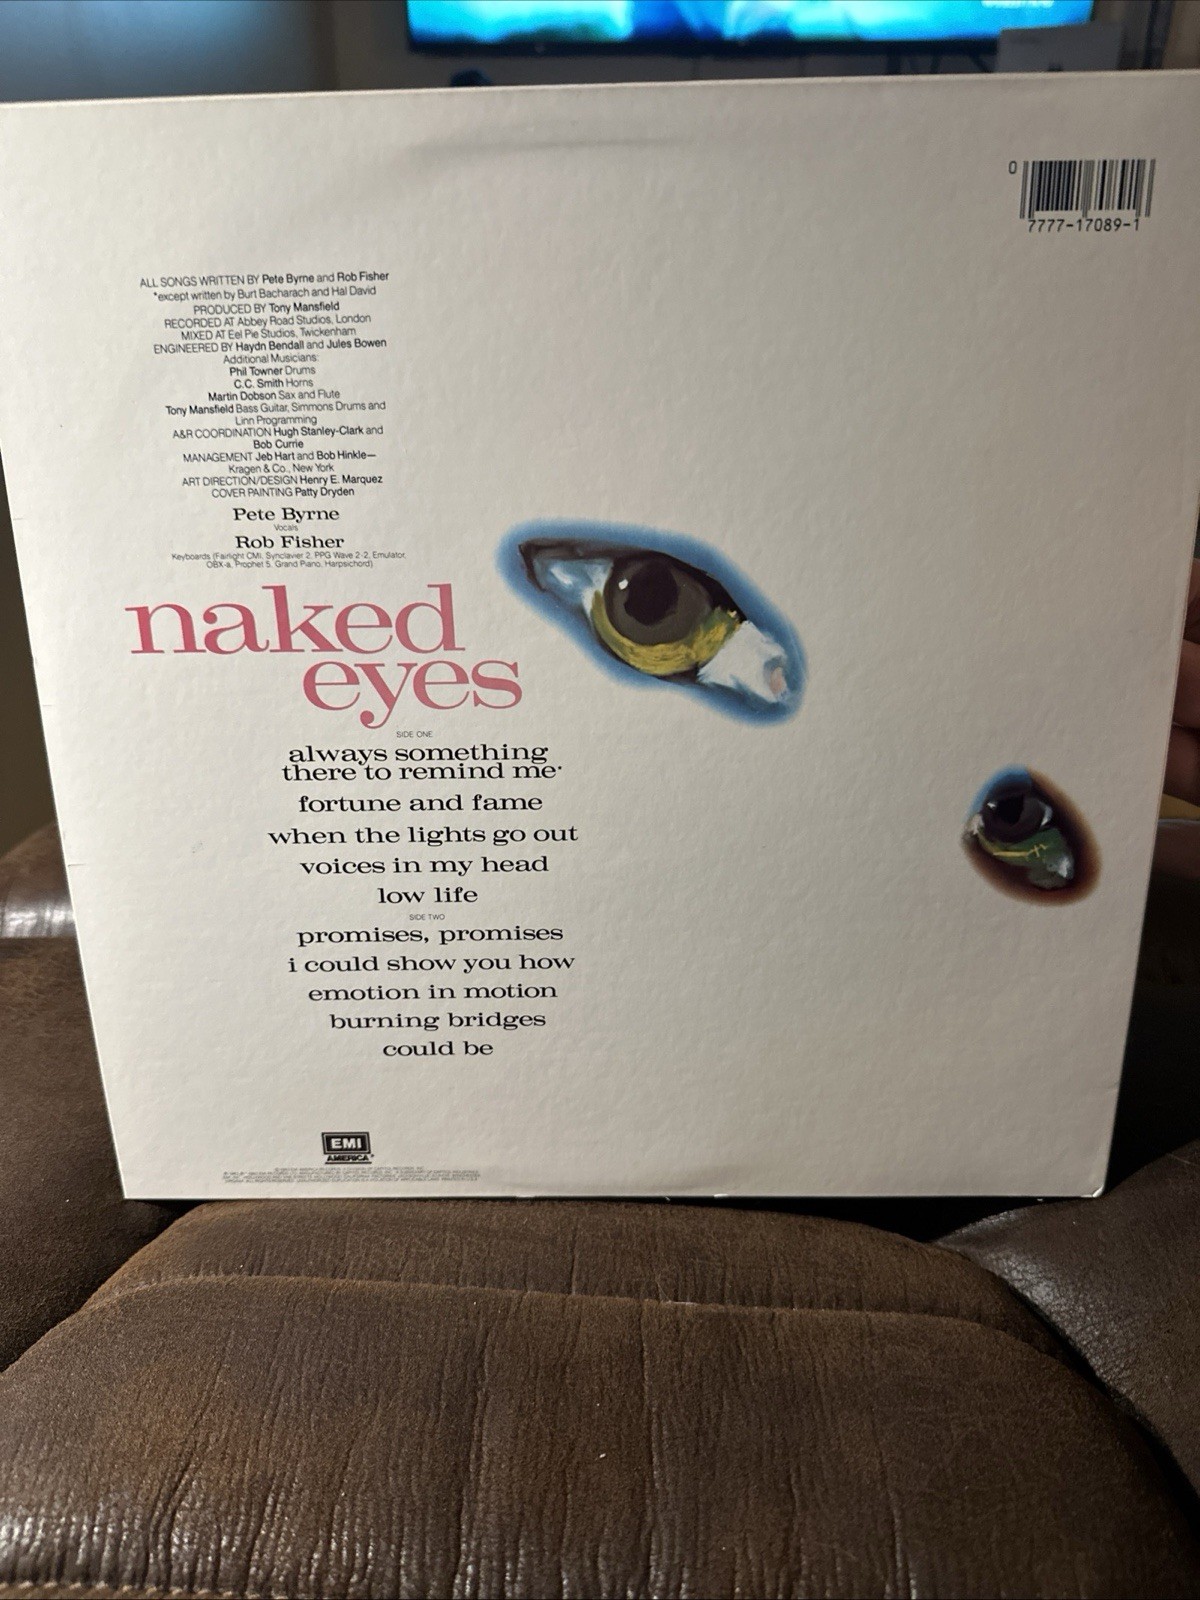 0
7777-17089-1
ALL SONGS WRITTEN BY Pete Byrne and Rob Fisher
*except written by Burt Bacharach and Hal David
PRODUCED BY Tony Mansfield
RECORDED AT Abbey Road Studios, London
MIXED AT Eel Pie Studios, Twickenham
ENGINEERED BY Haydn Bendall and Jules Bowen
Additional Musicians:
Phil Towner Drums
C.C. Smith Horns
Martin Dobson Sax and Flute
Tony Mansfield Bass Guitar, Simmons Drums and
Linn Programming
A&R COORDINATION Hugh Stanley-Clark and
Bob Currie
MANAGEMENT Jeb Hart and Bob Hinkle—
Kragen & Co., New York
ART DIRECTION/DESIGN Henry E. Marquez
COVER PAINTING Patty Dryden
Pete Byrne
Vocals
Rob Fisher
Keyboards (Fairlight CMI, Synclavier 2, PPG Wave 2-2, Emulator,
OBX-a, Prophet 5, Grand Piano, Harpsichord)
naked
eyes
SIDE ONE
always something
there to remind me*
fortune and fame
when the lights go out
voices in my head
low life
SIDE TWO
promises, promises
i could show you how
emotion in motion
burning bridges
could be
EMI
AMERICA